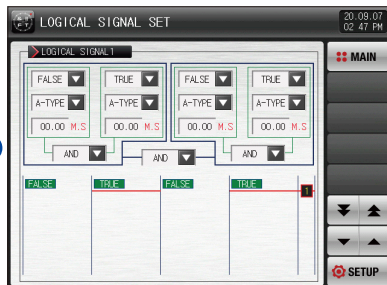 LOGICAL SIGNAL SET
20.09.07
02 47 PM
LOGICAL SIGNAL1
MAIN
FALSE TRUE FALSE TRUE
A-TYPE A-TYPE A-TYPE A-TYPE
00.00 M.S 00.00 M.S 00.00 M.S 00.00 M.S
AND AND AND
FALSE TRUE FALSE TRUE
1
SETUP